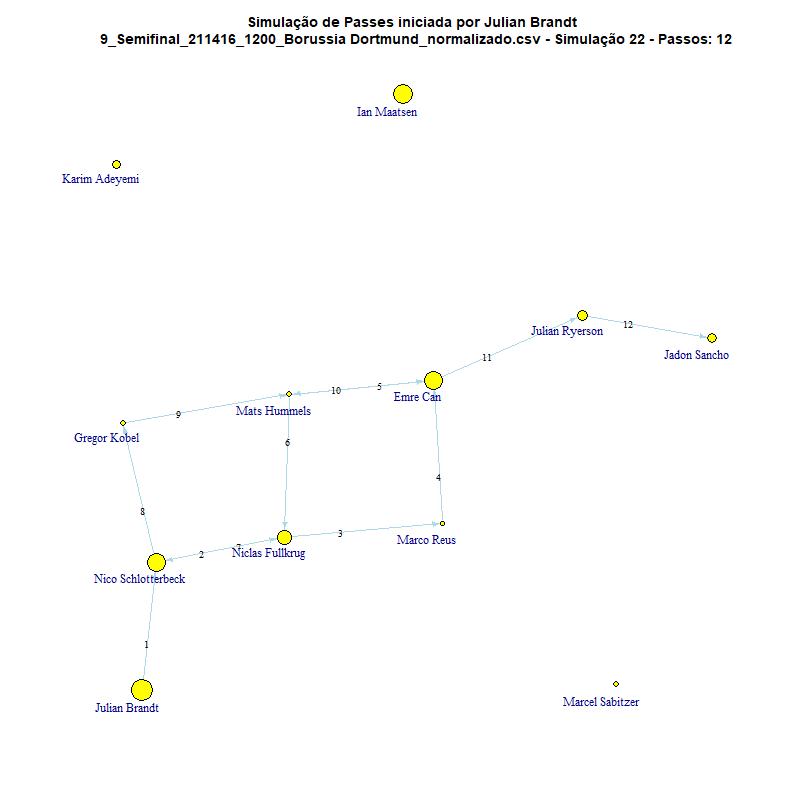 Simulação de Passes iniciada por Julian Brandt
9_Semifinal_211416_1200_Borussia Dortmund_normalizado.csv - Simulação 22 - Passos: 12
Ian Maatsen
Karim Adeyemi
Julian Ryerson
12
Jadon Sancho
11
10
5
Emre Can
Mats Hummels
9
Gregor Kobel
6
4
8
3
Marco Reus
7
2
Niclas Fullkrug
Nico Schlotterbeck
1
Marcel Sabitzer
Julian Brandt